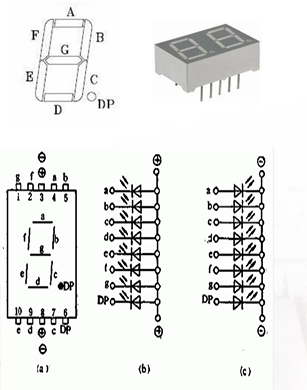 A
F
B
G
E
C
D
DP
⊖
g f ⊕ a b
1 2 3 4 5
a
f b
g
e c
d
DP
10 9 8 7 6
e d ⊕ c DP
⊖
(a)
⊕
a
b
c
d
e
f
g
DP
⊕
(b)
⊖
a
b
c
d
e
f
g
DP
⊖
(c)